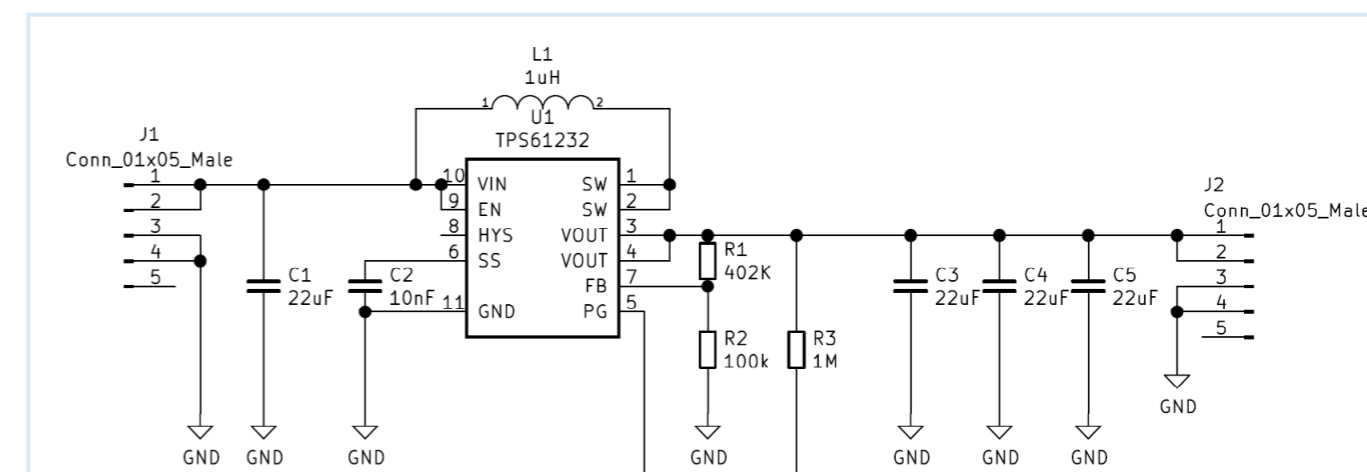 L1
1uH
1 2
U1
TPS61232
J1
Conn_01x05_Male
1
2
3
4
5
10 VIN
9 EN
8 HYS
6 SS
11 GND
SW 1
SW 2
VOUT 3
VOUT 4
FB 7
PG 5
C1
22uF
C2
10nF
R1
402K
R2
100k
R3
1M
C3
22uF
C4
22uF
C5
22uF
J2
Conn_01x05_Male
1
2
3
4
5
GND
GND GND GND GND GND GND GND